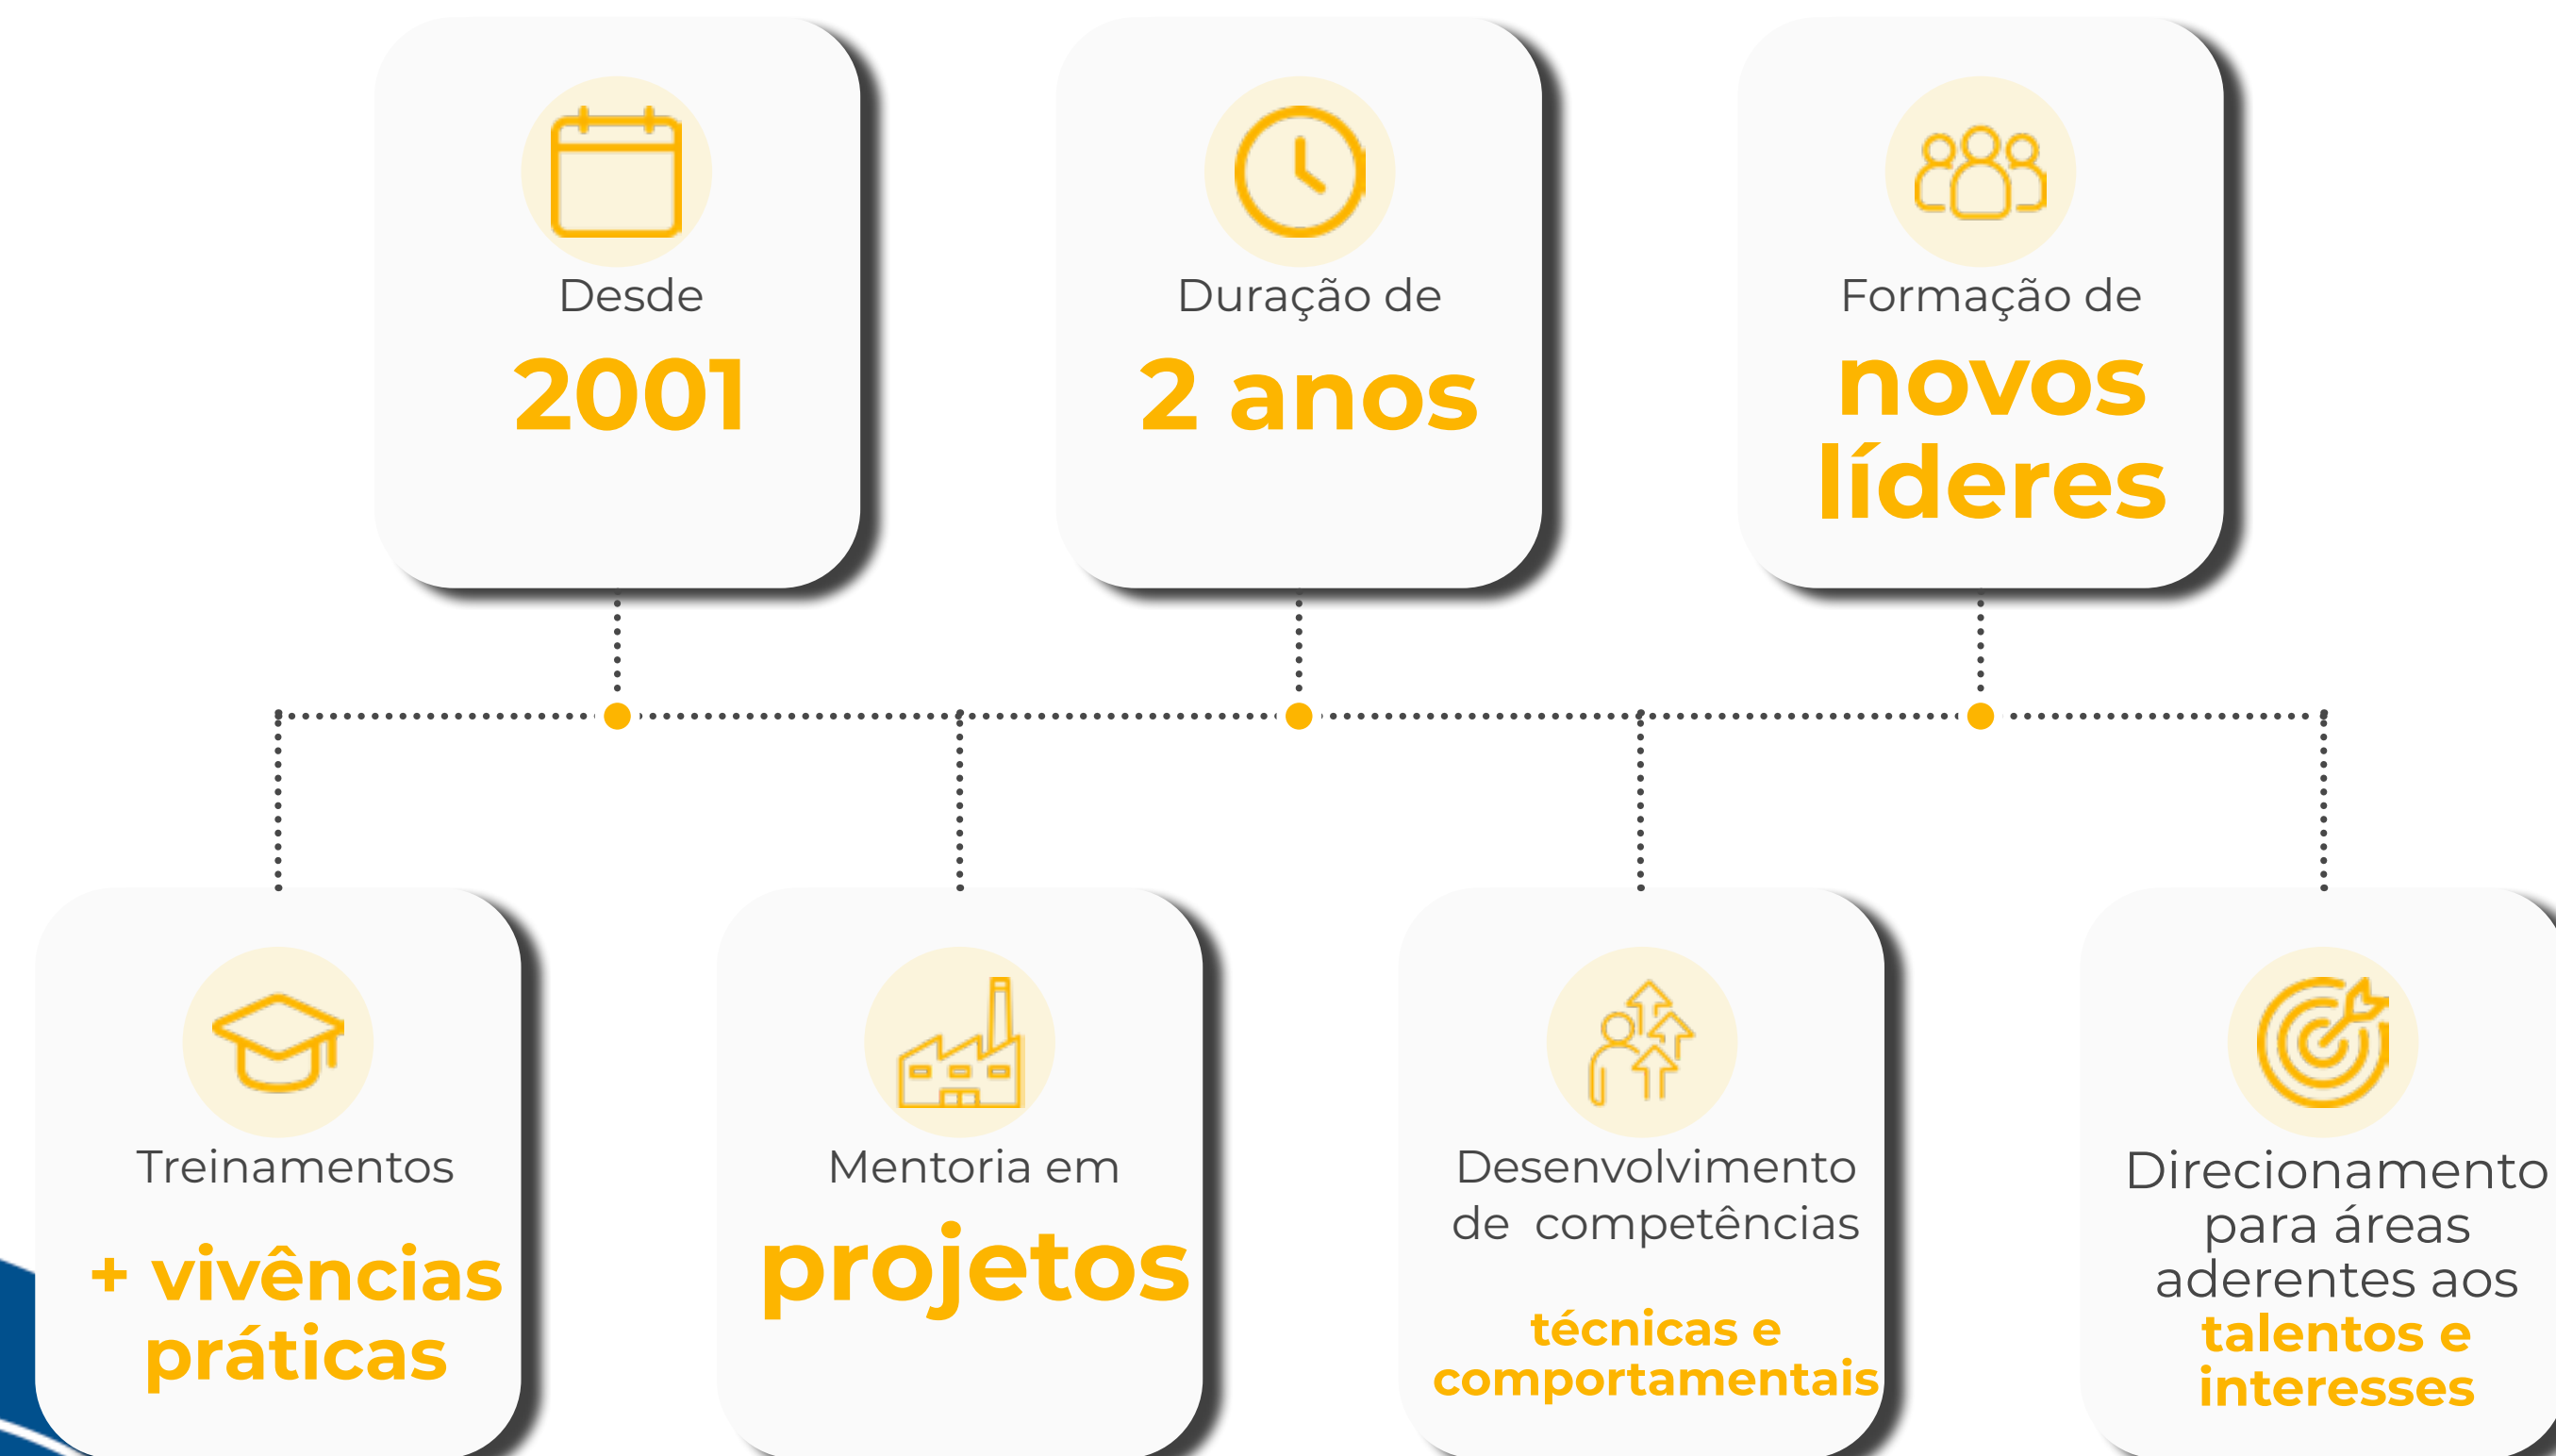 Desde
2001
Duração de
2 anos
Formação de
novos
líderes
Treinamentos
+ vivências
práticas
Mentoria em
projetos
Desenvolvimento
de competências
técnicas e
comportamentais
Direcionamento
para áreas
aderentes aos
talentos e
interesses